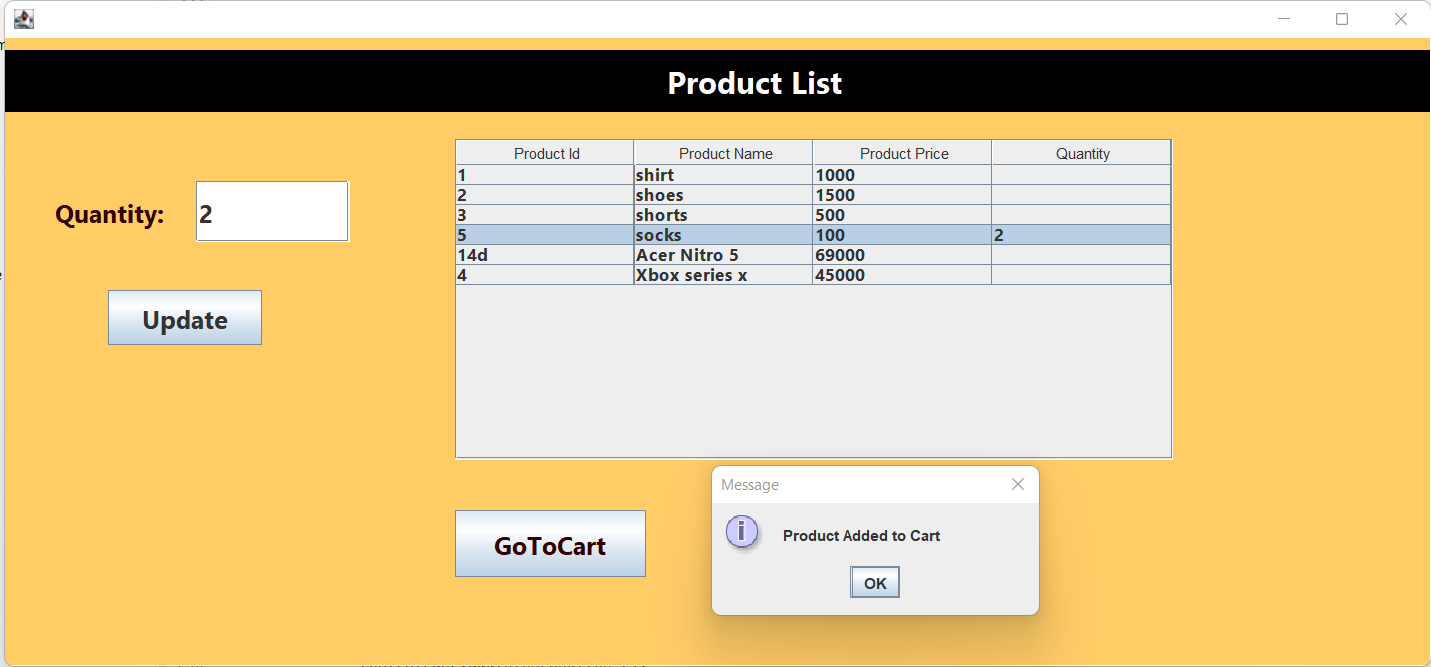 Product List
Quantity: 2
Update
Product Id Product Name Product Price Quantity
1 shirt 1000
2 shoes 1500
3 shorts 500
5 socks 100 2
14d Acer Nitro 5 69000
4 Xbox series x 45000
GoToCart
Message
Product Added to Cart
OK